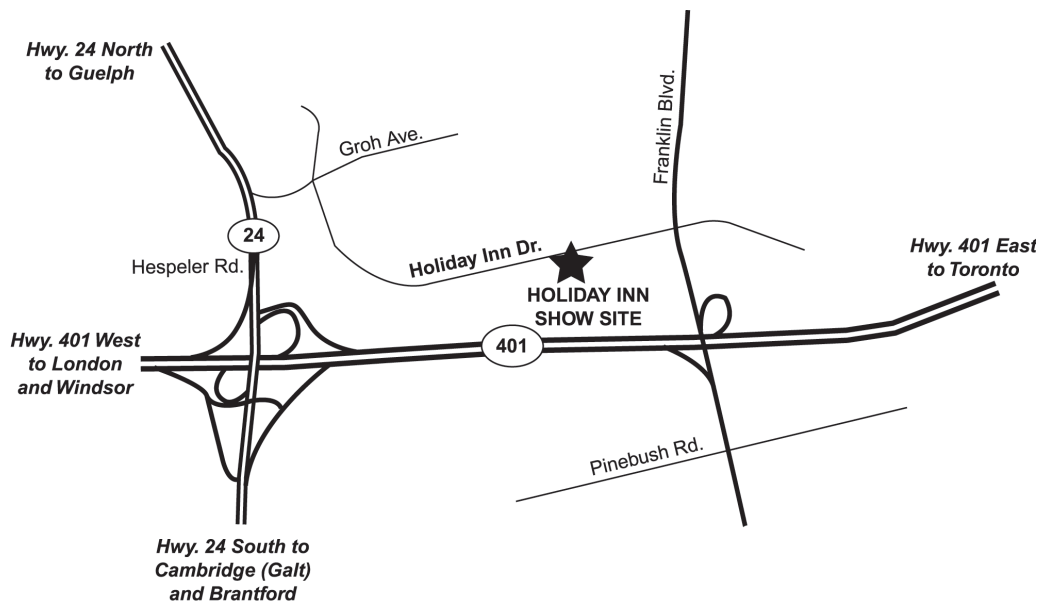 Hwy. 24 North
to Guelph
Groh Ave.
Franklin Blvd.
24
Hespeler Rd.
Holiday Inn Dr.
Hwy. 401 East
to Toronto
HOLIDAY INN
SHOW SITE
Hwy. 401 West
to London
and Windsor
401
Pinebush Rd.
Hwy. 24 South to
Cambridge (Galt)
and Brantford